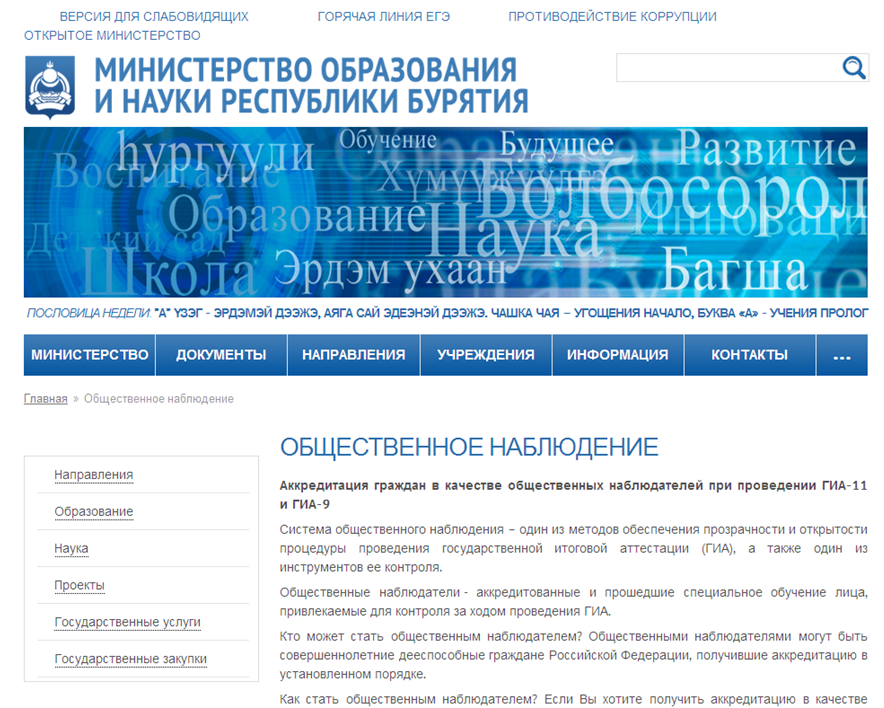 ВЕРСИЯ ДЛЯ СЛАБОВИДЯЩИХ ГОРЯЧАЯ ЛИНИЯ ЕГЭ ПРОТИВОДЕЙСТВИЕ КОРРУПЦИИ
ОТКРЫТОЕ МИНИСТЕРСТВО
МИНИСТЕРСТВО ОБРАЗОВАНИЯ
И НАУКИ РЕСПУБЛИКИ БУРЯТИЯ
Обучение Будущее
һургуули Развитие
Воспитание Хүмүүжүүлгэ
Болбосорол
Образование Инноваци
Детский сад Наука
Школа Эрдэм ухаан Багша
ПОСЛОВИЦА НЕДЕЛИ: "А" ҮЗЭГ - ЭРДЭМЭЙ ДЭЭЖЭ, АЯГА САЙ ЭДЕЭНЭЙ ДЭЭЖЭ. ЧАШКА ЧАЯ – УГОЩЕНИЯ НАЧАЛО, БУКВА «А» - УЧЕНИЯ ПРОЛОГ
МИНИСТЕРСТВО ДОКУМЕНТЫ НАПРАВЛЕНИЯ УЧРЕЖДЕНИЯ ИНФОРМАЦИЯ КОНТАКТЫ ...
Главная » Общественное наблюдение
Направления
Образование
Наука
Проекты
Государственные услуги
Государственные закупки
ОБЩЕСТВЕННОЕ НАБЛЮДЕНИЕ
Аккредитация граждан в качестве общественных наблюдателей при проведении ГИА-11
и ГИА-9
Система общественного наблюдения – один из методов обеспечения прозрачности и открытости
процедуры проведения государственной итоговой аттестации (ГИА), а также один из
инструментов ее контроля.
Общественные наблюдатели - аккредитованные и прошедшие специальное обучение лица,
привлекаемые для контроля за ходом проведения ГИА.
Кто может стать общественным наблюдателем? Общественными наблюдателями могут быть
совершеннолетние дееспособные граждане Российской Федерации, получившие аккредитацию в
установленном порядке.
Как стать общественным наблюдателем? Если Вы хотите получить аккредитацию в качестве